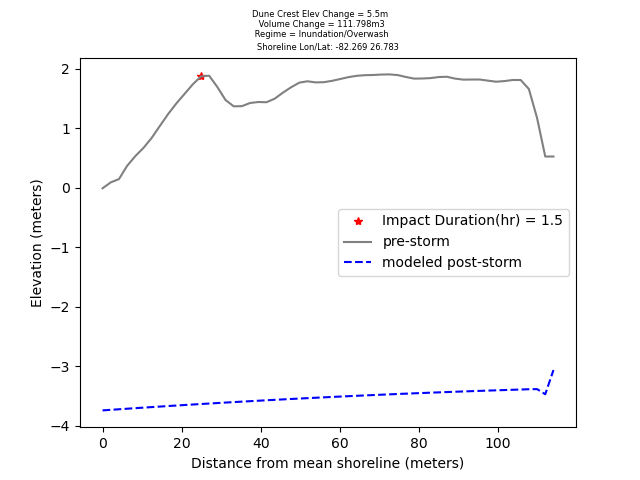 Dune Crest Elev Change = 5.5m
Volume Change = 111.798m3
Regime = Inundation/Overwash
Shoreline Lon/Lat: -82.269 26.783
2
1
0
−1
−2
−3
−4
Elevation (meters)
Impact Duration(hr) = 1.5
pre-storm
modeled post-storm
0 20 40 60 80 100
Distance from mean shoreline (meters)